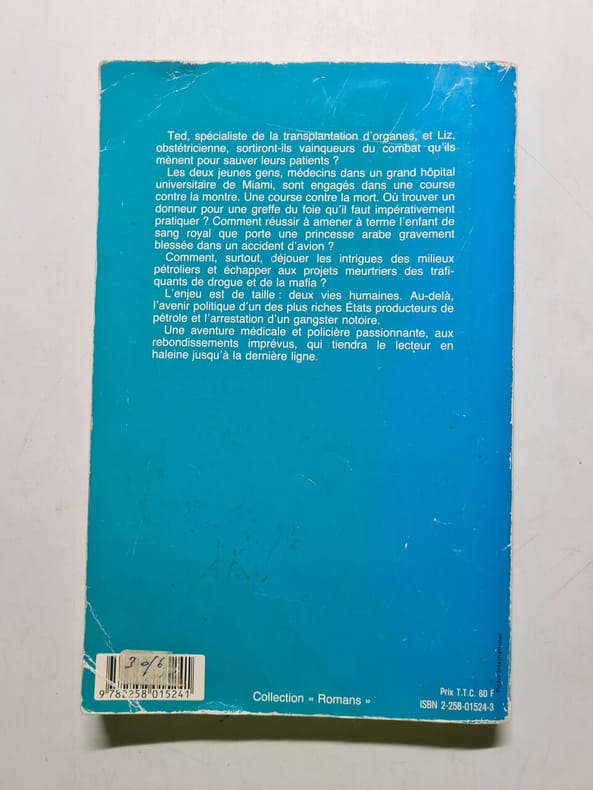 Ted, spécialiste de la transplantation d'organes, et Liz,
obstétricienne, sortiront-ils vainqueurs du combat qu'ils
mènent pour sauver leurs patients ?
Les deux jeunes gens, médecins dans un grand hôpital
universitaire de Miami, sont engagés dans une course
contre la montre. Une course contre la mort. Où trouver un
donneur pour une greffe du foie qu'il faut impérativement
pratiquer ? Comment réussir à amener à terme l'enfant de
sang royal que porte une princesse arabe gravement
blessée dans un accident d'avion ?
Comment, surtout, déjouer les intrigues des milieux
pétroliers et échapper aux projets meurtriers des trafi-
quants de drogue et de la mafia ?
L'enjeu est de taille : deux vies humaines. Au-delà,
l'avenir politique d'un des plus riches États producteurs de
pétrole et l'arrestation d'un gangster notoire.
Une aventure médicale et policière passionnante, aux
rebondissements imprévus, qui tiendra le lecteur en
haleine jusqu'à la dernière ligne.
9 782258 015241
Collection « Romans »
Prix T.T.C. 60 F
ISBN 2-258-01524-3